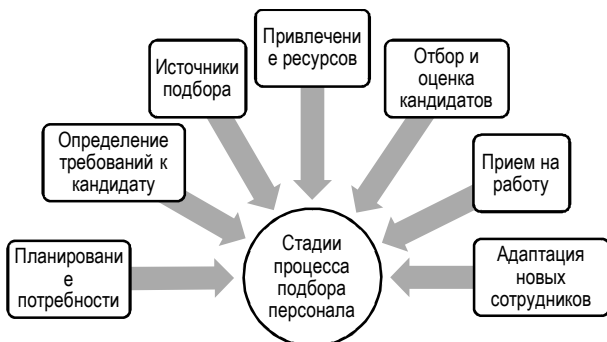 Привлечени
е ресурсов
Источники
подбора
Отбор и
оценка
кандидатов
Определение
требований к
кандидату
Прием на
работу
Планировани
е
потребности
Стадии
процесса
подбора
персонала
Адаптация
новых
сотрудников